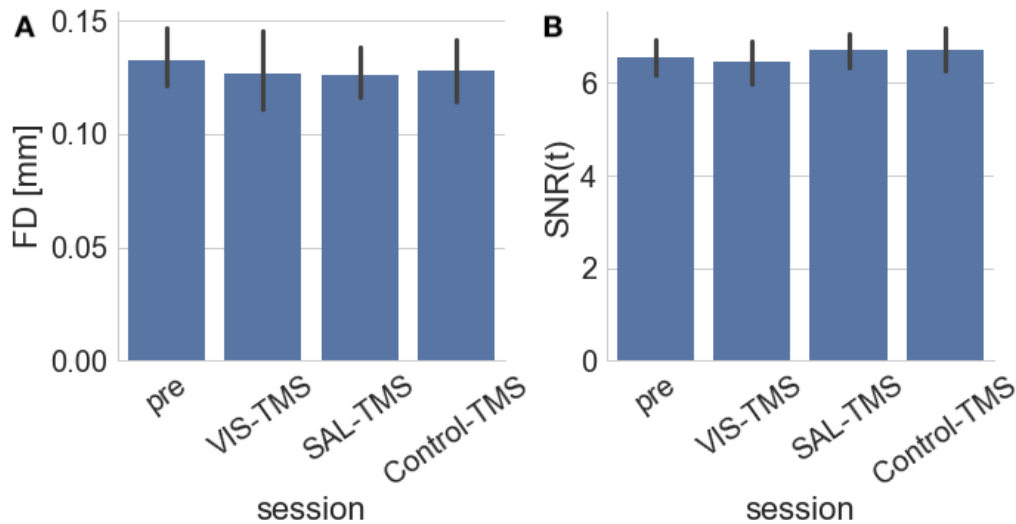 A
FD [mm]
0.15
0.10
0.05
0.00
pre
VIS-TMS
SAL-TMS
Control-TMS
session
B
SNR(t)
6
4
2
0
pre
VIS-TMS
SAL-TMS
Control-TMS
session